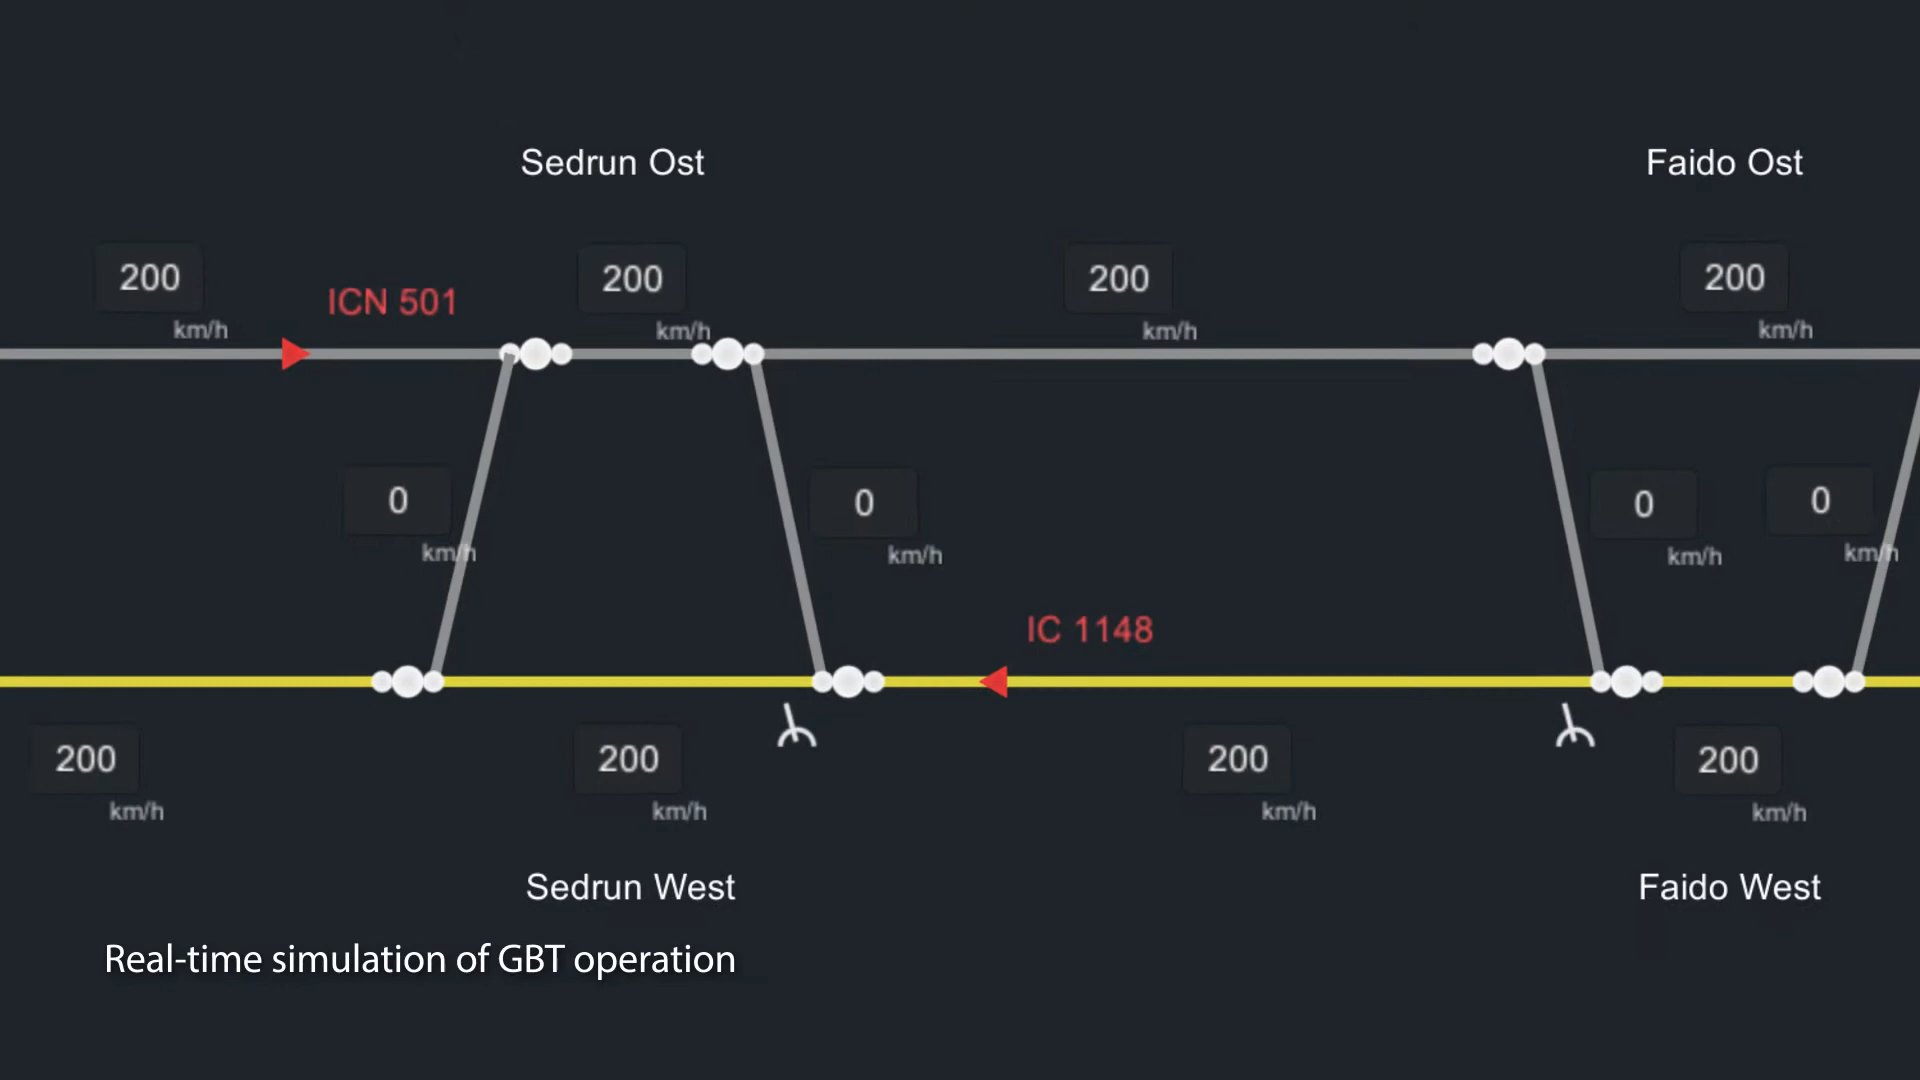 Sedrun Ost
Faido Ost
200
km/h
ICN 501
200
km/h
200
km/h
200
km/h
0
km/h
0
km/h
0
km/h
0
km/h
IC 1148
200
km/h
200
km/h
200
km/h
200
km/h
Sedrun West
Faido West
Real-time simulation of GBT operation